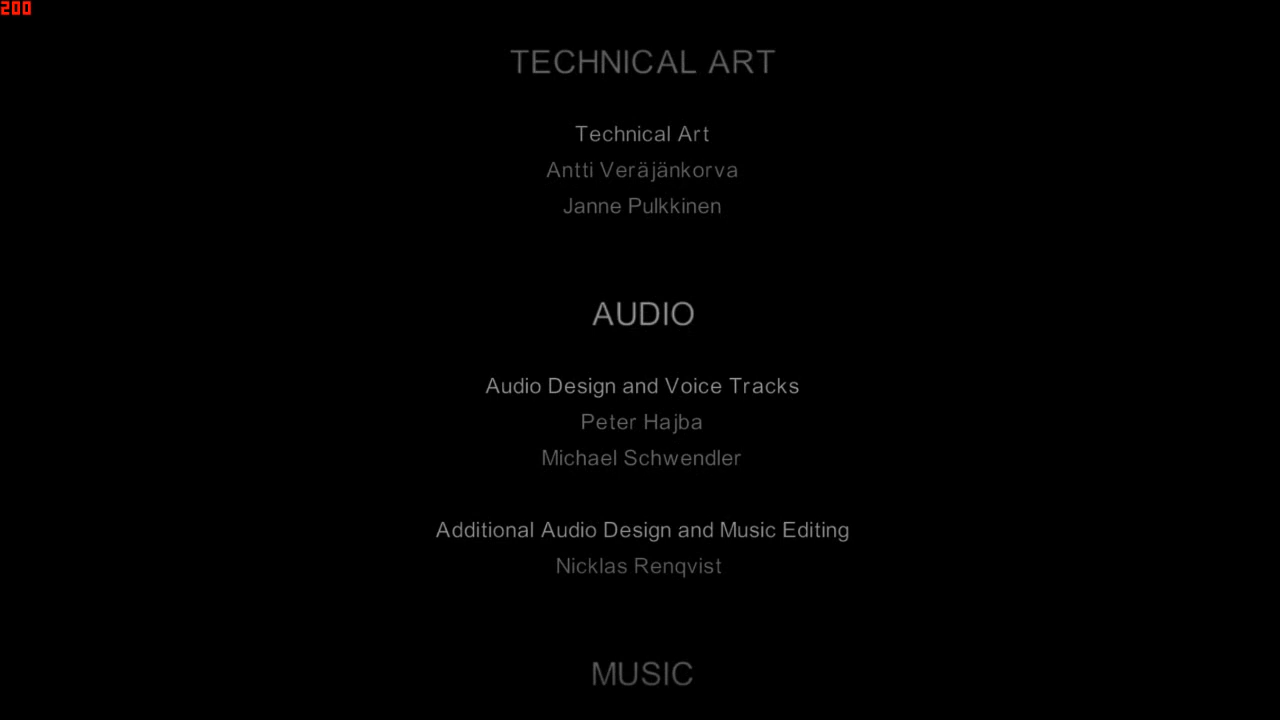 200
TECHNICAL ART
Technical Art
Antti Veräjänkorva
Janne Pulkkinen
AUDIO
Audio Design and Voice Tracks
Peter Hajba
Michael Schwendler
Additional Audio Design and Music Editing
Nicklas Renqvist
MUSIC